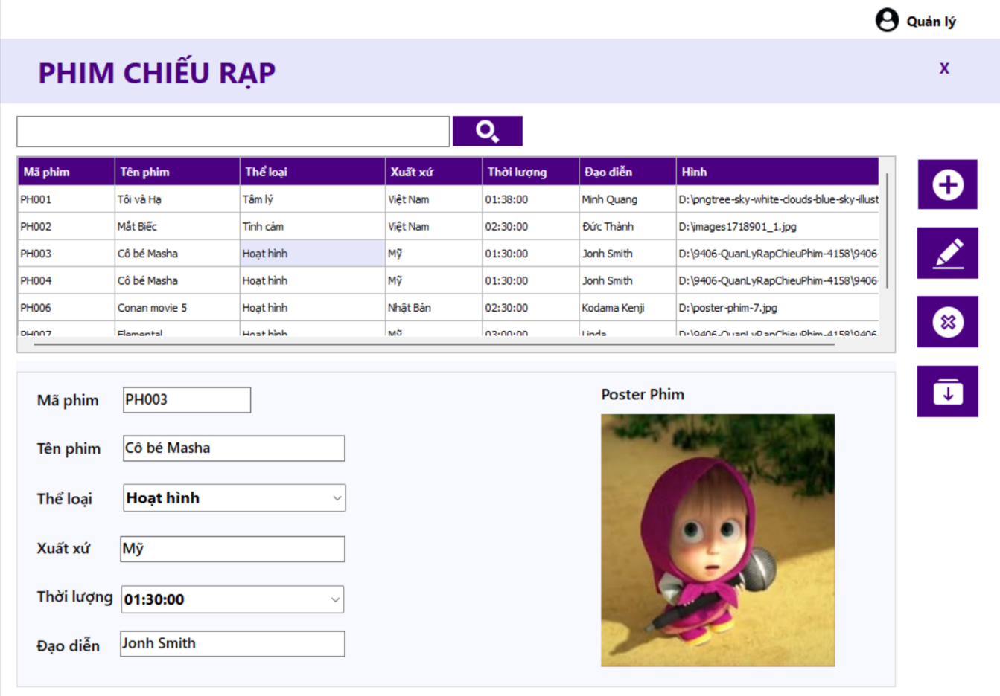 Quản lý
PHIM CHIẾU RẠP
X
Mã phim Tên phim Thể loại Xuất xứ Thời lượng Đạo diễn Hình
PH001 Tôi và Hạ Tâm lý Việt Nam 01:38:00 Minh Quang D:\pngtree-sky-white-clouds-blue-sky-illust
PH002 Mắt Biếc Tình cảm Việt Nam 02:30:00 Đức Thành D:\images1718901_1.jpg
PH003 Cô bé Masha Hoạt hình Mỹ 01:30:00 Jonh Smith D:\9406-QuanLyRapChieuPhim-4158\9406-
PH004 Cô bé Masha Hoạt hình Mỹ 01:30:00 Jonh Smith D:\9406-QuanLyRapChieuPhim-4158\9406-
PH006 Conan movie 5 Hoạt hình Nhật Bản 02:30:00 Kodama Kenji D:\poster-phim-7.jpg
PH007 Elemental Hoạt hình Mỹ 03:00:00 Linda D:\9406-QuanLyRapChieuPhim-4158\9406-
Mã phim PH003
Poster Phim
Tên phim Cô bé Masha
Thể loại Hoạt hình
Xuất xứ Mỹ
Thời lượng 01:30:00
Đạo diễn Jonh Smith